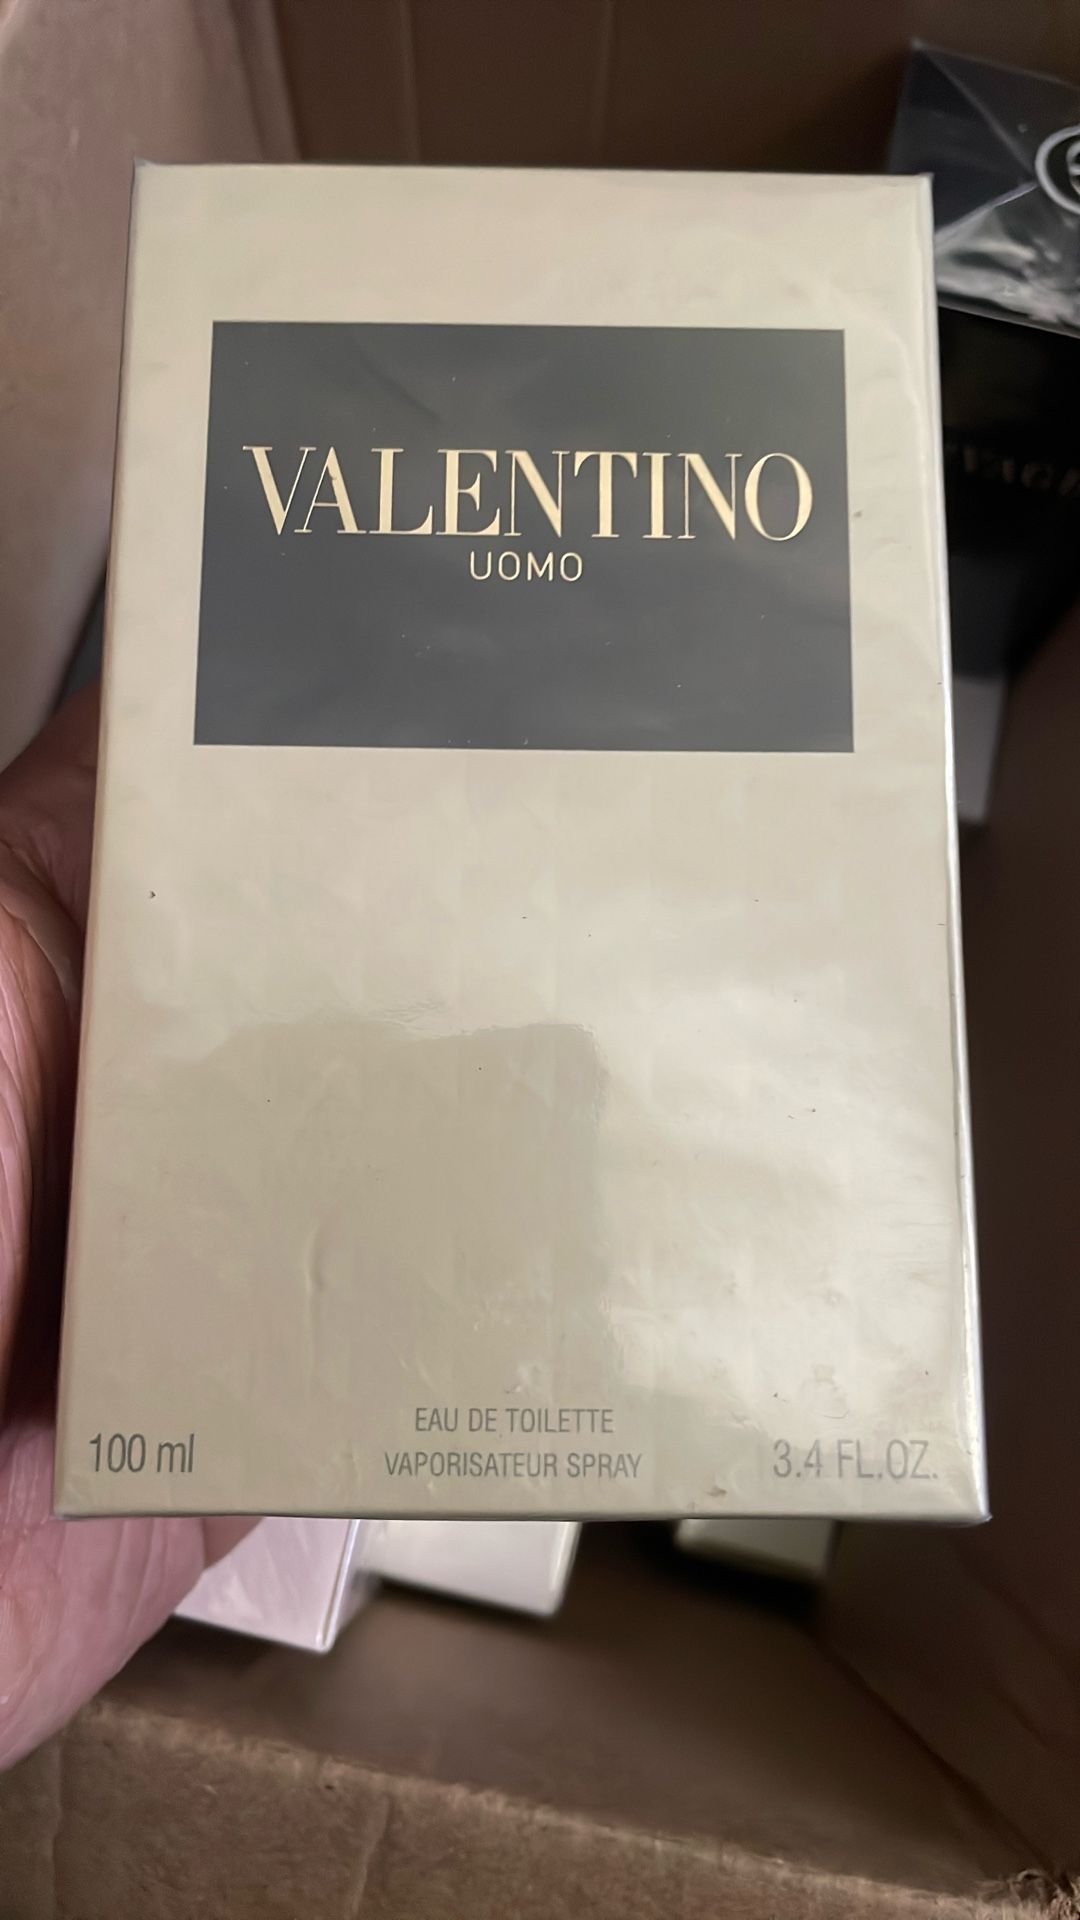 VALENTINO
UOMO
EAU DE TOILETTE
100 ml
VAPORISATEUR SPRAY
3.4 FL.OZ.